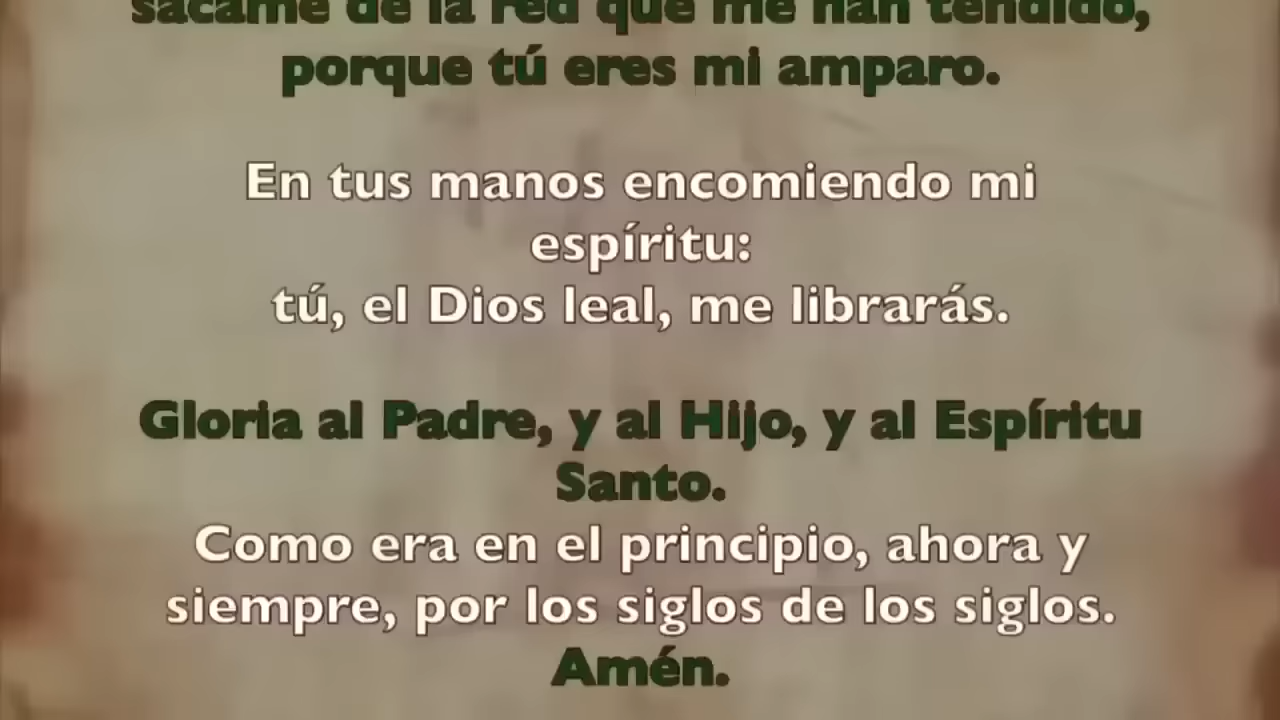 sácame de la red que me han tendido,
porque tú eres mi amparo.
En tus manos encomiendo mi
espíritu:
tú, el Dios leal, me librarás.
Gloria al Padre, y al Hijo, y al Espíritu
Santo.
Como era en el principio, ahora y
siempre, por los siglos de los siglos.
Amén.